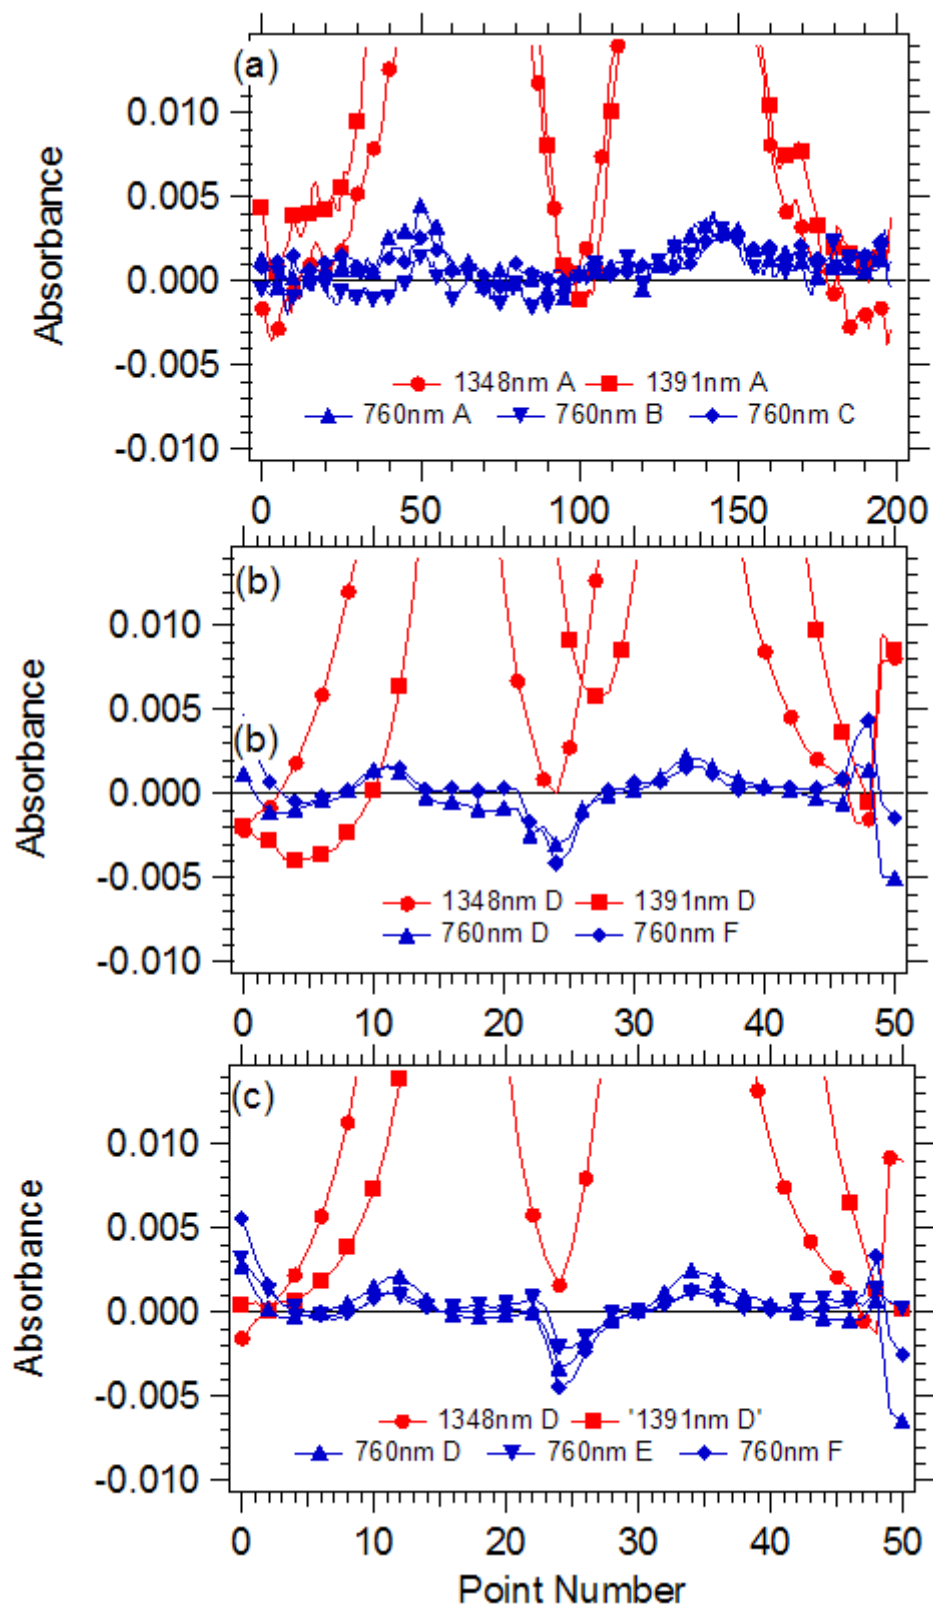 (a)
0.010
0.005
0.000
-0.005
-0.010
Absorbance
1348nm A 1391nm A
760nm A 760nm B 760nm C
0 50 100 150 200
(b)
0.010
0.005
(b)
0.000
-0.005
-0.010
Absorbance
1348nm D 1391nm D
760nm D 760nm F
0 10 20 30 40 50
(c)
0.010
0.005
0.000
-0.005
-0.010
Absorbance
1348nm D '1391nm D'
760nm D 760nm E 760nm F
0 10 20 30 40 50
Point Number